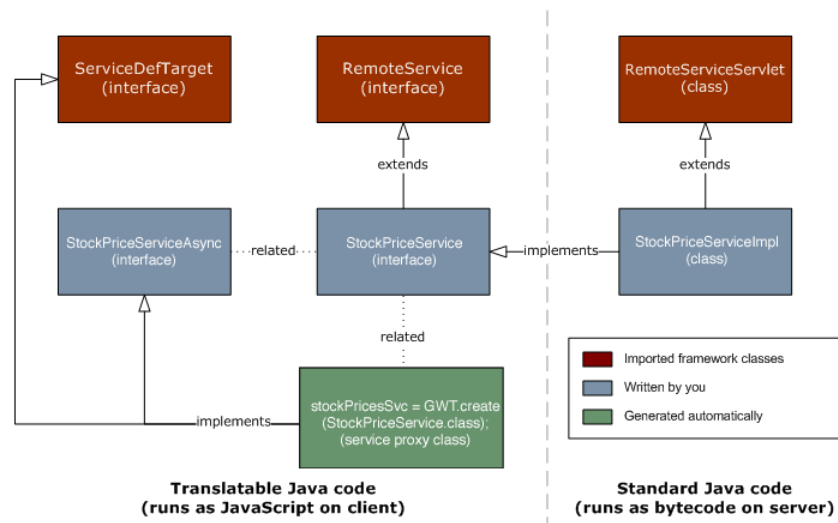 ServiceDefTarget
(interface)
RemoteService
(interface)
RemoteServiceServlet
(class)
extends
extends
StockPriceServiceAsync
(interface)
related
StockPriceService
(interface)
implements
StockPriceServiceImpl
(class)
related
stockPricesSvc = GWT.create
(StockPriceService.class);
(service proxy class)
implements
Imported framework classes
Written by you
Generated automatically
Translatable Java code
(runs as JavaScript on client)
Standard Java code
(runs as bytecode on server)